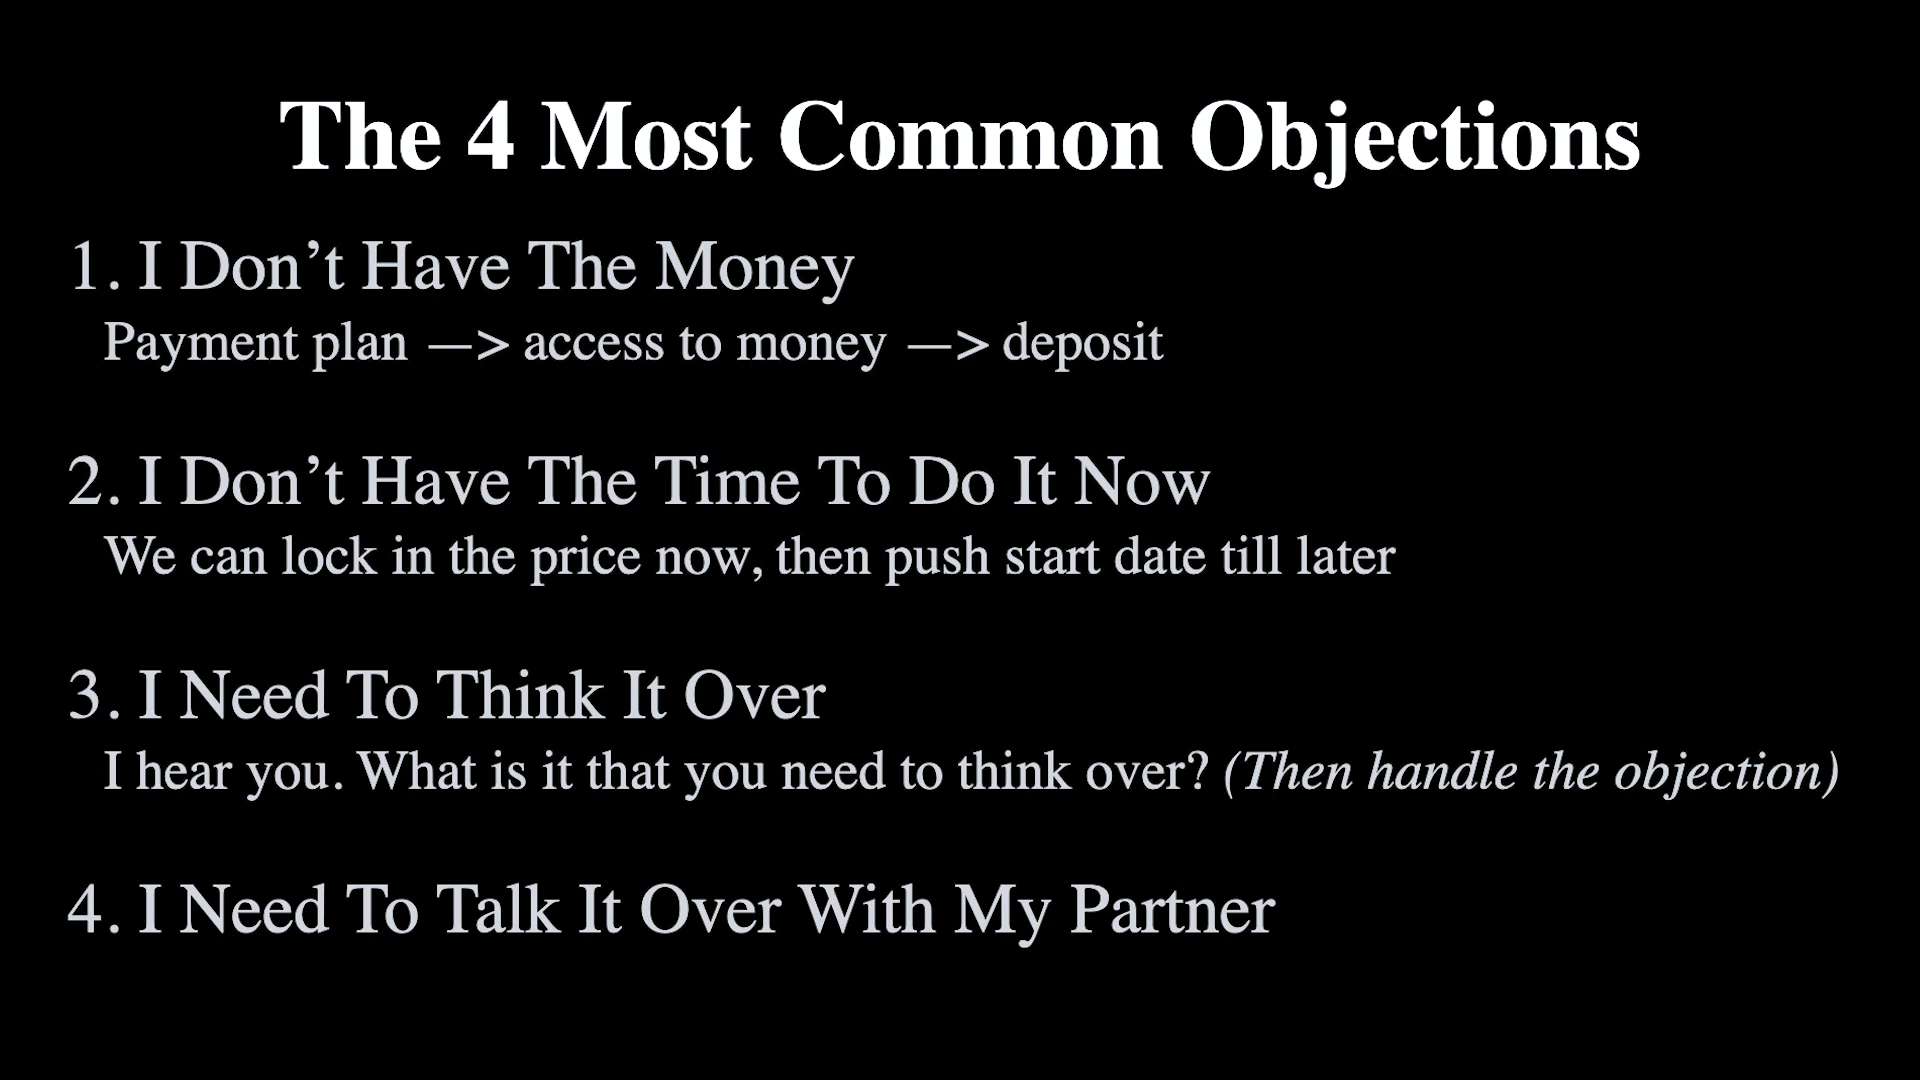 The 4 Most Common Objections
1. I Don’t Have The Money
Payment plan —> access to money —> deposit
2. I Don’t Have The Time To Do It Now
We can lock in the price now, then push start date till later
3. I Need To Think It Over
I hear you. What is it that you need to think over? (Then handle the objection)
4. I Need To Talk It Over With My Partner